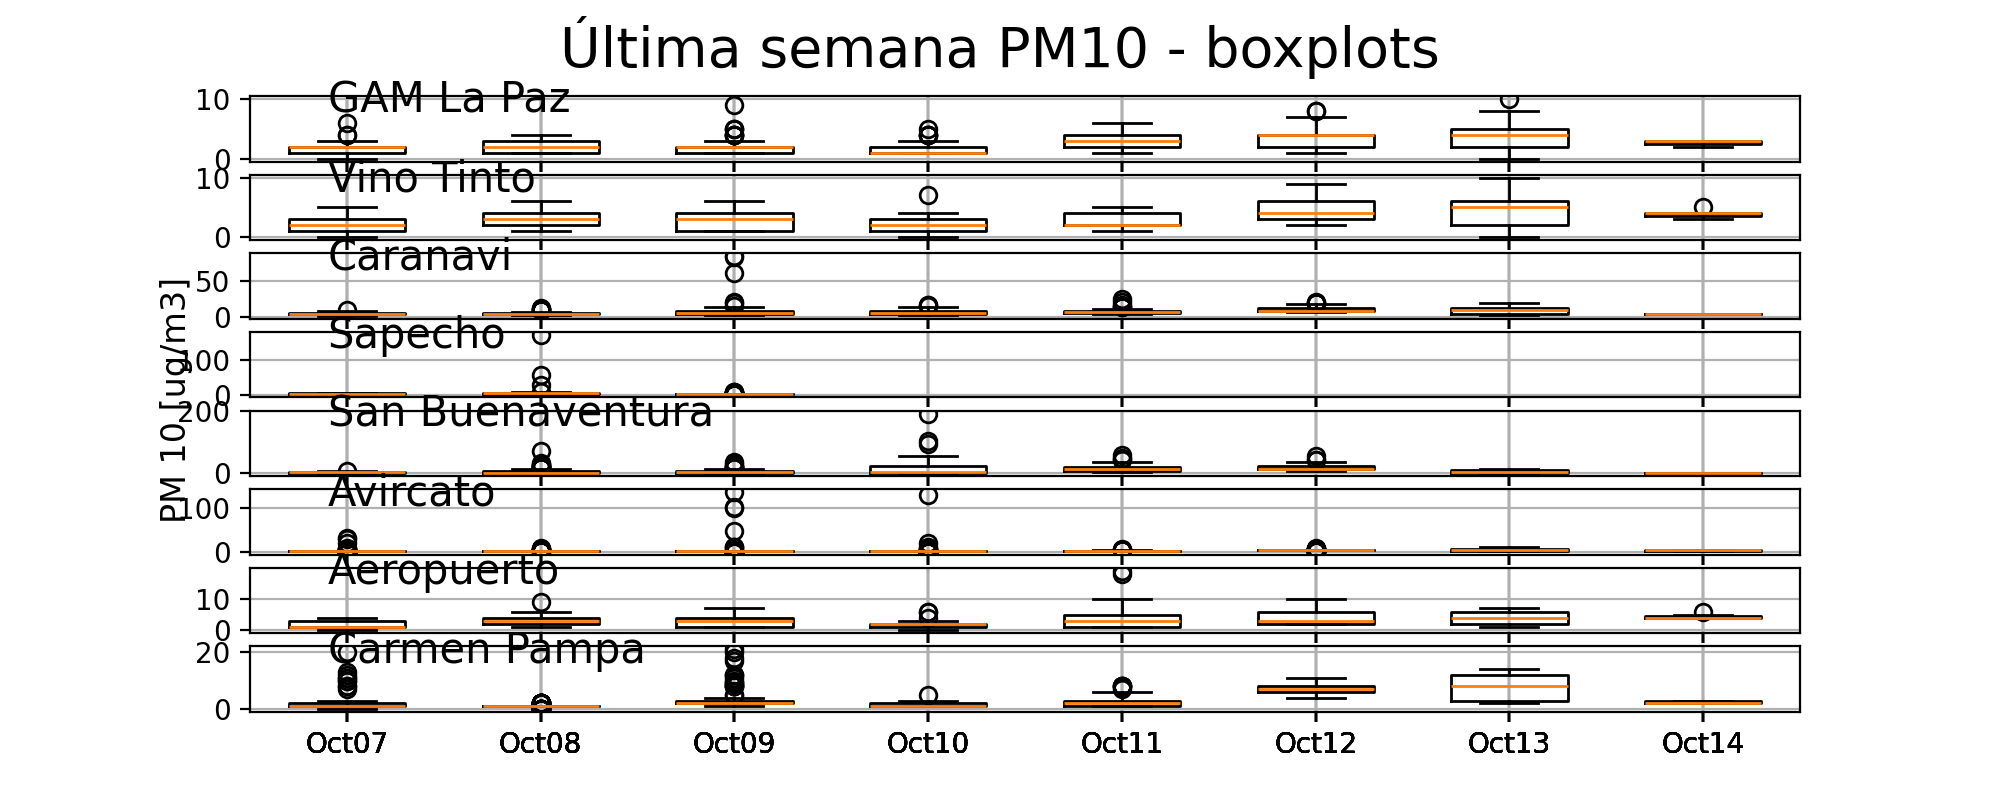 Última semana PM10 - boxplots
GAM La Paz
10
0
Vino Tinto
10
0
Caranavi
50
0
Sapecho
100
0
San Buenaventura
200
0
Avircato
100
0
Aeropuerto
10
0
Carmen Pampa
20
0
PM 10 [ug/m3]
Oct07 Oct08 Oct09 Oct10 Oct11 Oct12 Oct13 Oct14